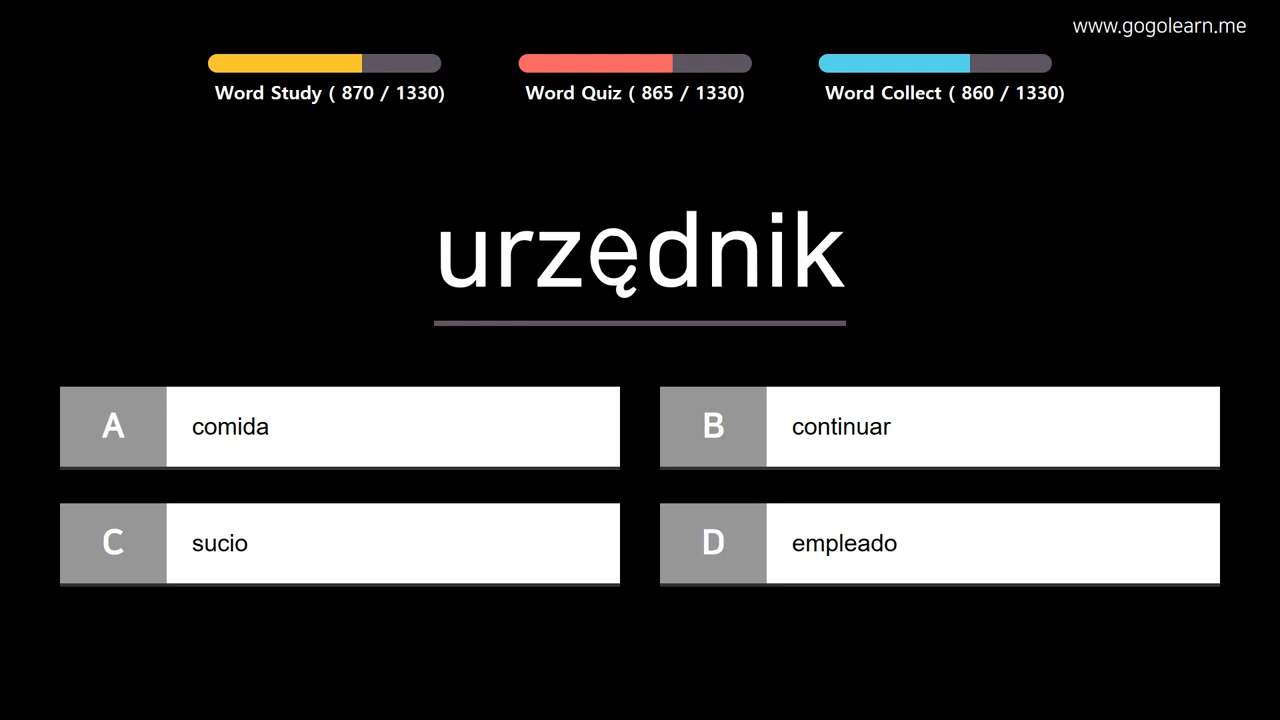 www.gogolearn.me
Word Study ( 870 / 1330)
Word Quiz ( 865 / 1330)
Word Collect ( 860 / 1330)
urzędnik
A comida
B continuar
C sucio
D empleado